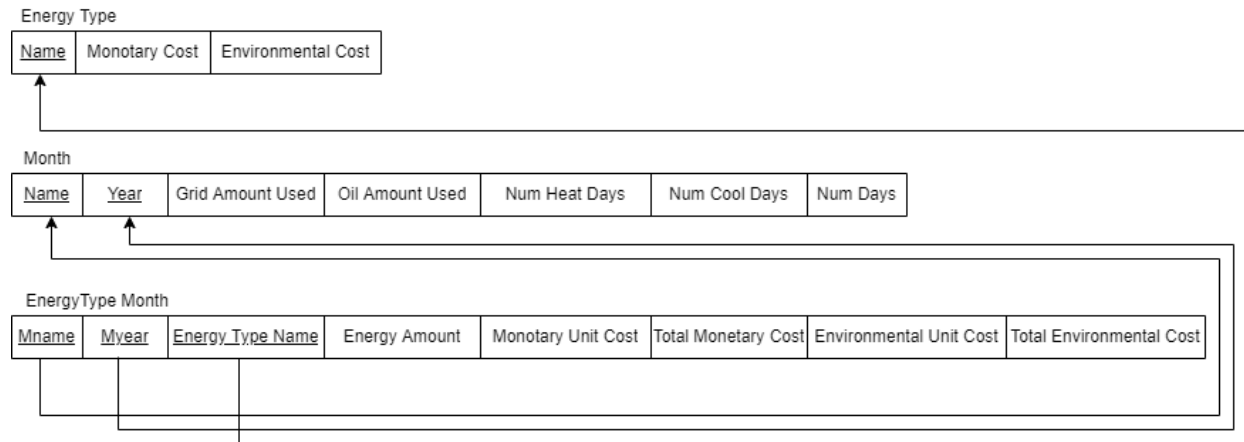 Energy Type
Name Monotary Cost Environmental Cost
Month
Name Year Grid Amount Used Oil Amount Used Num Heat Days Num Cool Days Num Days
EnergyType Month
Mname Myear Energy Type Name Energy Amount Monotary Unit Cost Total Monetary Cost Environmental Unit Cost Total Environmental Cost